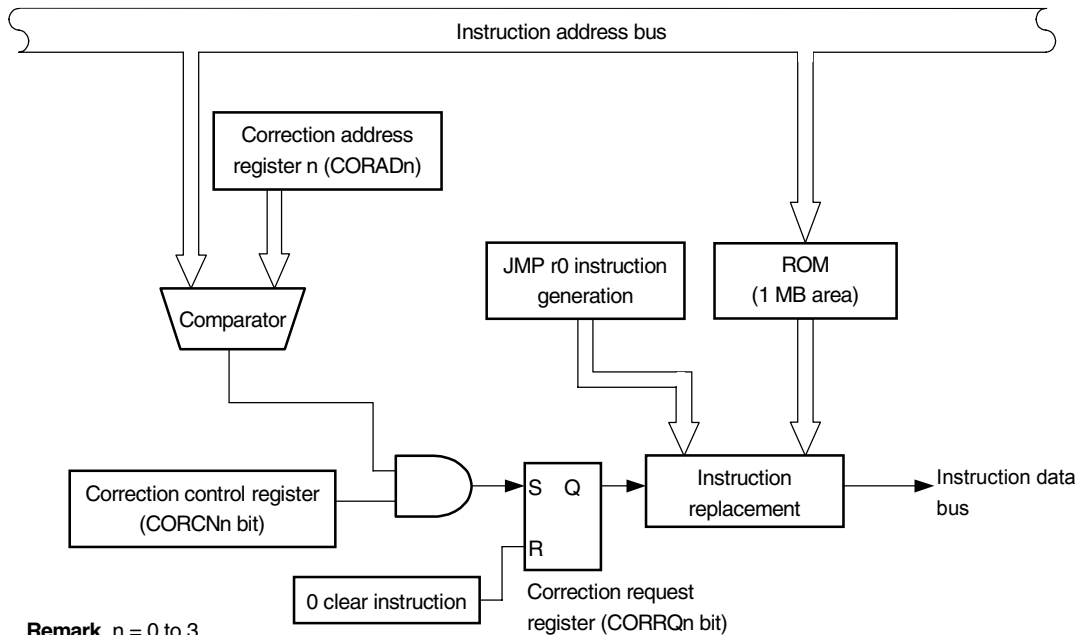 Instruction address bus
Correction address
register n (CORADn)
JMP r0 instruction
generation
ROM
(1 MB area)
Comparator
Correction control register
(CORCNn bit)
S Q
R
Instruction
replacement
Instruction data
bus
0 clear instruction
Correction request
register (CORRQn bit)
Remark n = 0 to 3